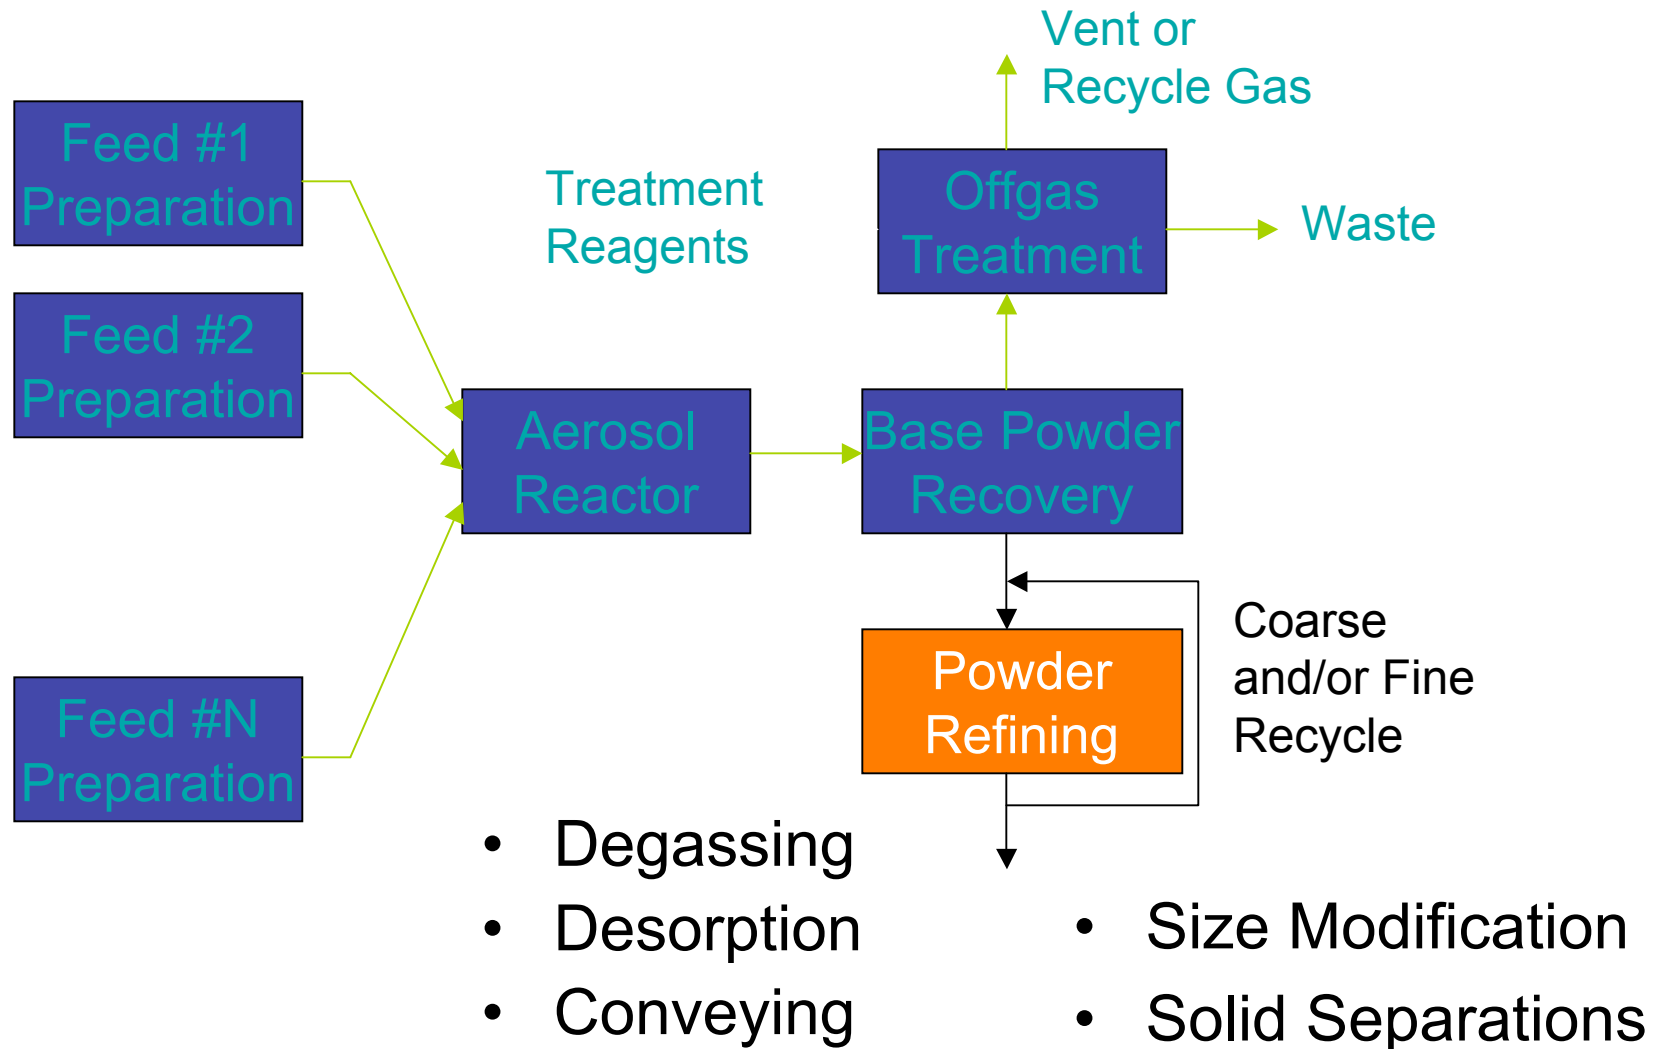 Vent or
Recycle Gas
Feed #1
Preparation
Treatment
Reagents
Offgas
Treatment
Waste
Feed #2
Preparation
Aerosol
Reactor
Base Powder
Recovery
Coarse
and/or Fine
Recycle
Powder
Refining
Feed #N
Preparation
• Degassing
• Desorption
• Conveying
• Size Modification
• Solid Separations